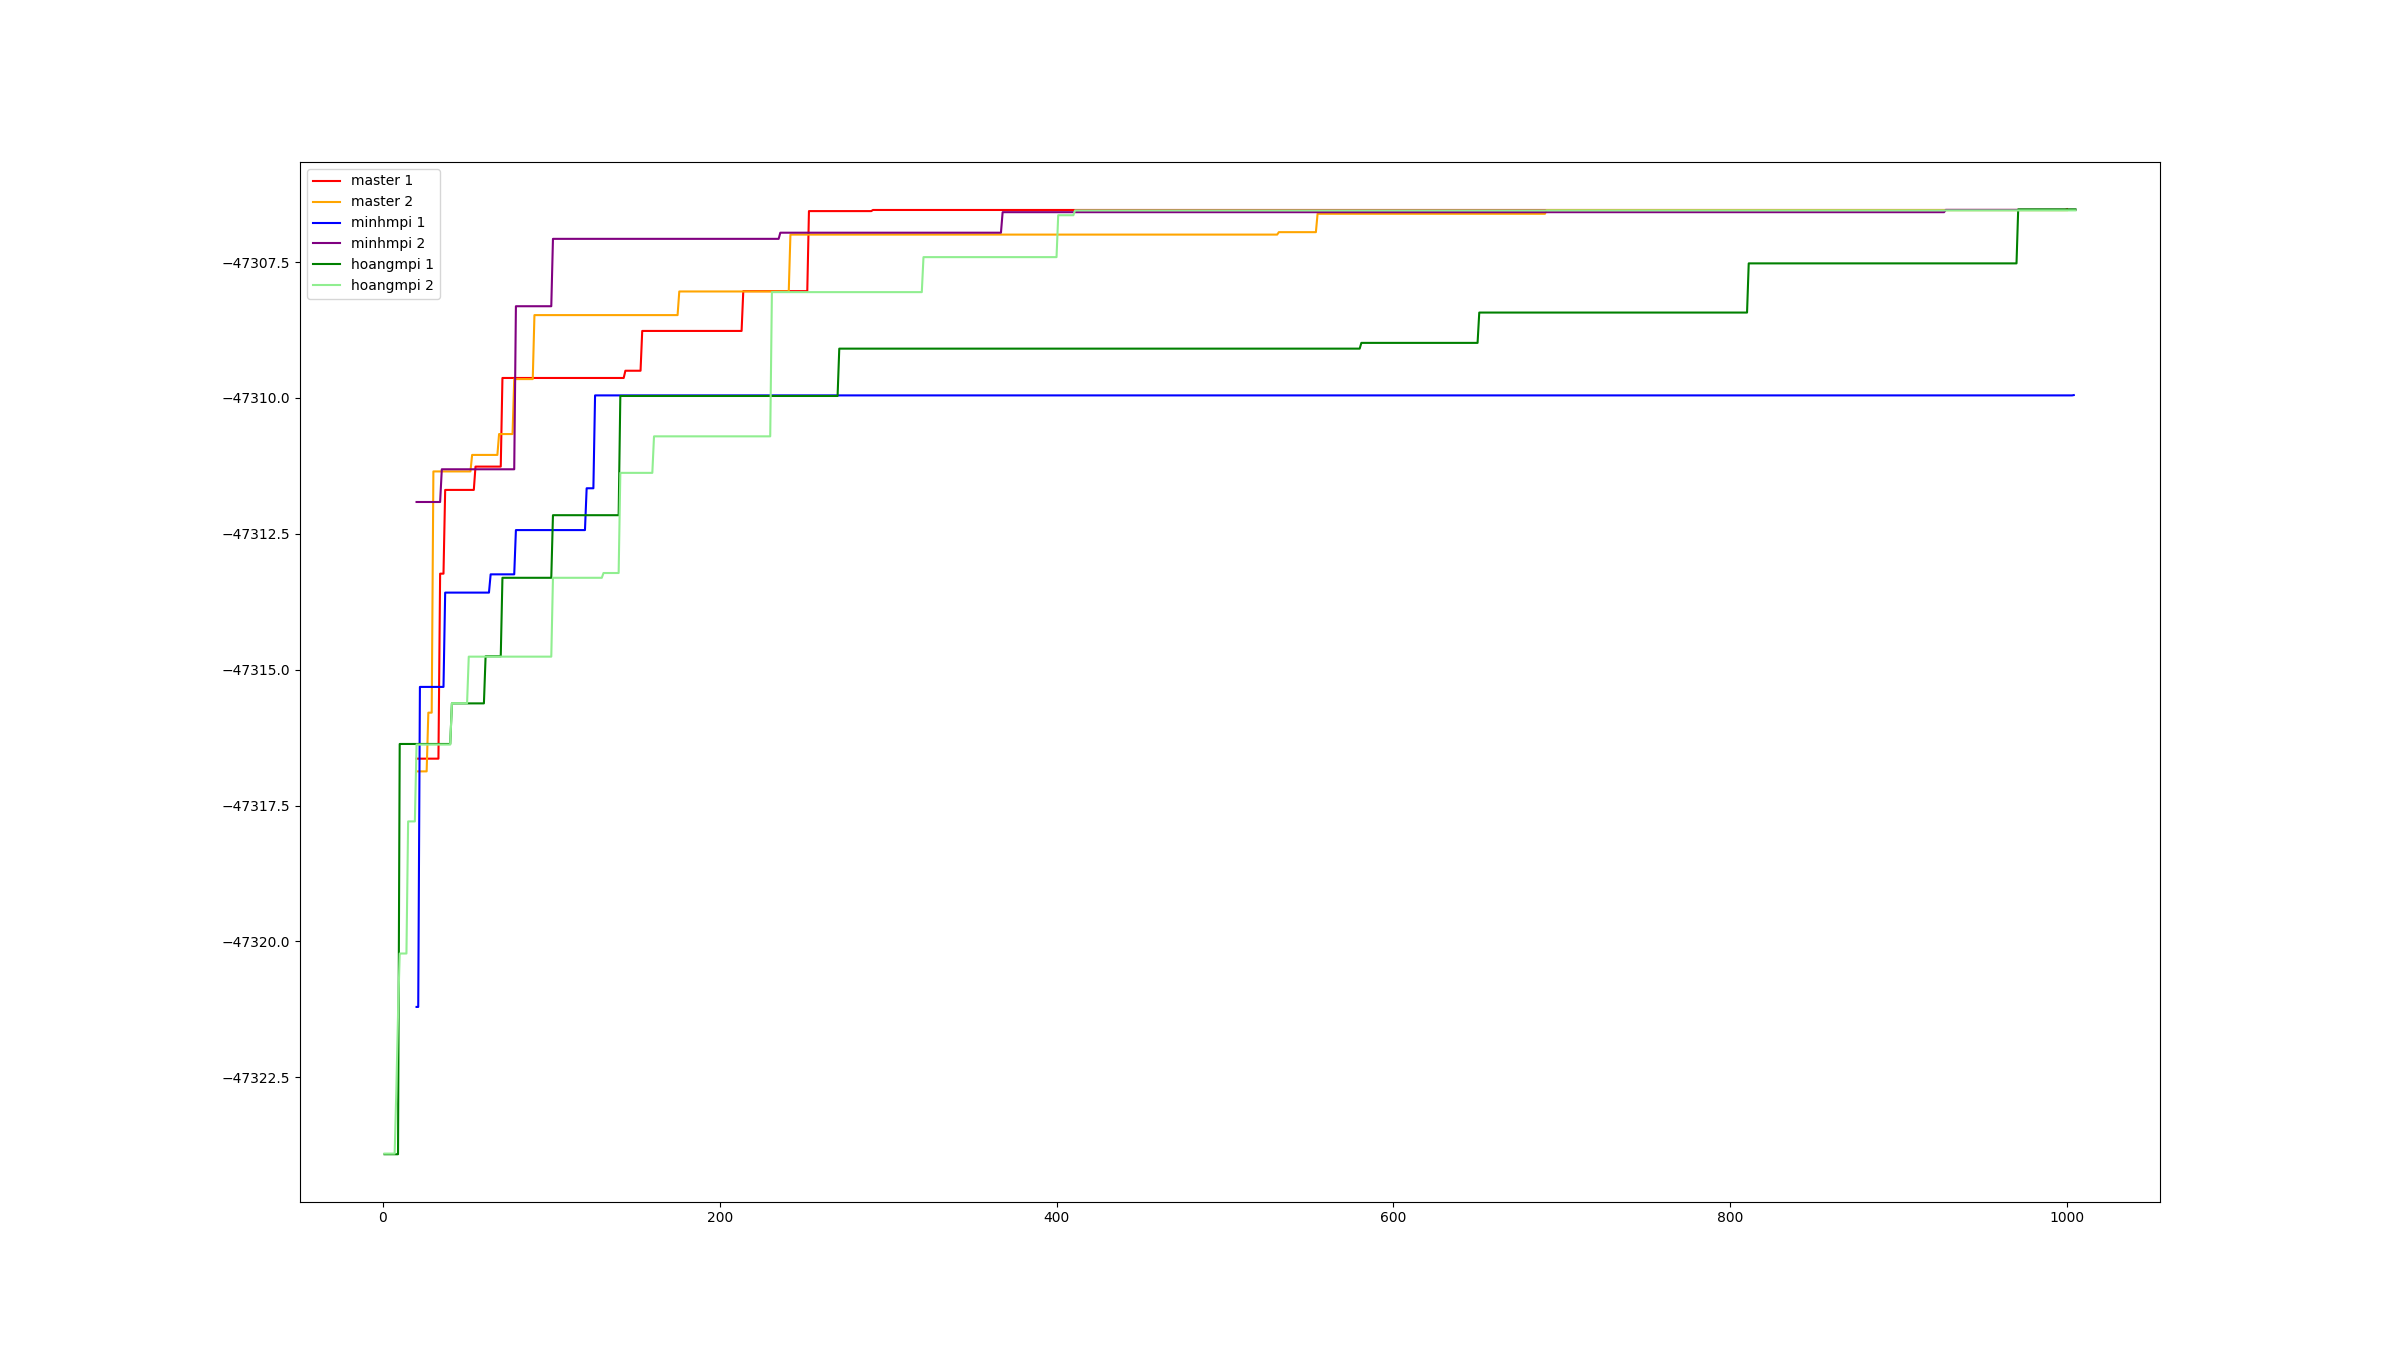 master 1
master 2
minhmpi 1
minhmpi 2
hoangmpi 1
hoangmpi 2
−47307.5
−47310.0
−47312.5
−47315.0
−47317.5
−47320.0
−47322.5
0 200 400 600 800 1000